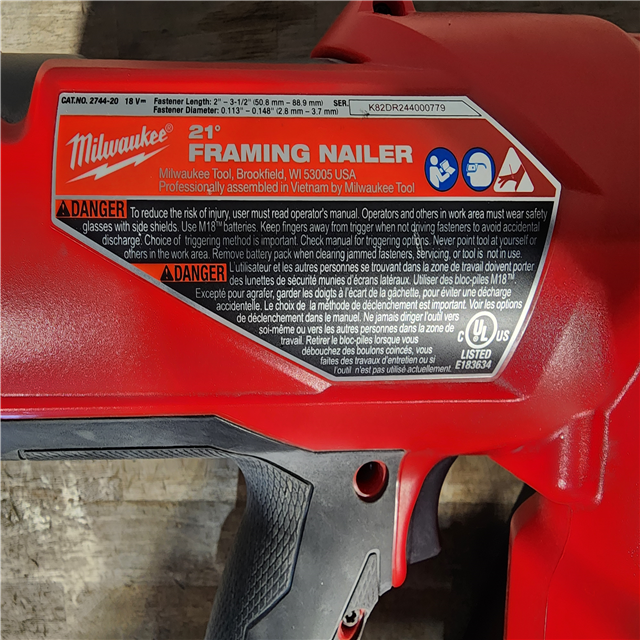 CAT.NO. 2744-20 18 V⎓ Fastener Length: 2" – 3-1/2" (50.8 mm – 88.9 mm) SER. K82DR244000779
Fastener Diameter: 0.113" – 0.148" (2.8 mm – 3.7 mm)
Milwaukee®
21°
FRAMING NAILER
Milwaukee Tool, Brookfield, WI 53005 USA
Professionally assembled in Vietnam by Milwaukee Tool
DANGER To reduce the risk of injury, user must read operator's manual. Operators and others in work area must wear safety
glasses with side shields. Use M18™ batteries. Keep fingers away from trigger when not driving fasteners to avoid accidental
discharge. Choice of triggering method is important. Check manual for triggering options. Never point tool at yourself or
others in the work area. Remove battery pack when clearing jammed fasteners, servicing, or tool is not in use.
DANGER L'utilisateur et les autres personnes se trouvant dans la zone de travail doivent porter
des lunettes de sécurité munies d'écrans latéraux. Utiliser des bloc-piles M18™.
Excepté pour agrafer, garder les doigts à l'écart de la gâchette, pour éviter une décharge
accidentelle. Le choix de la méthode de déclenchement est important. Voir les options
de déclenchement dans le manuel. Ne jamais diriger l'outil vers
soi-même ou vers les autres personnes dans la zone de
travail. Retirer le bloc-piles lorsque vous
débouchez des boulons coincés, vous
faites des travaux d'entretien ou si
l'outil n'est pas utilisé actuellement.
C UL US
LISTED
E183634